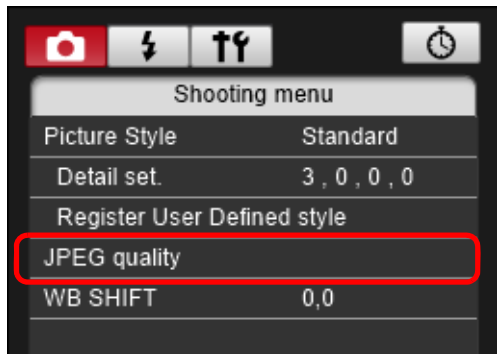 Shooting menu
Picture Style Standard
Detail set. 3 , 0 , 0 , 0
Register User Defined style
JPEG quality
WB SHIFT 0,0